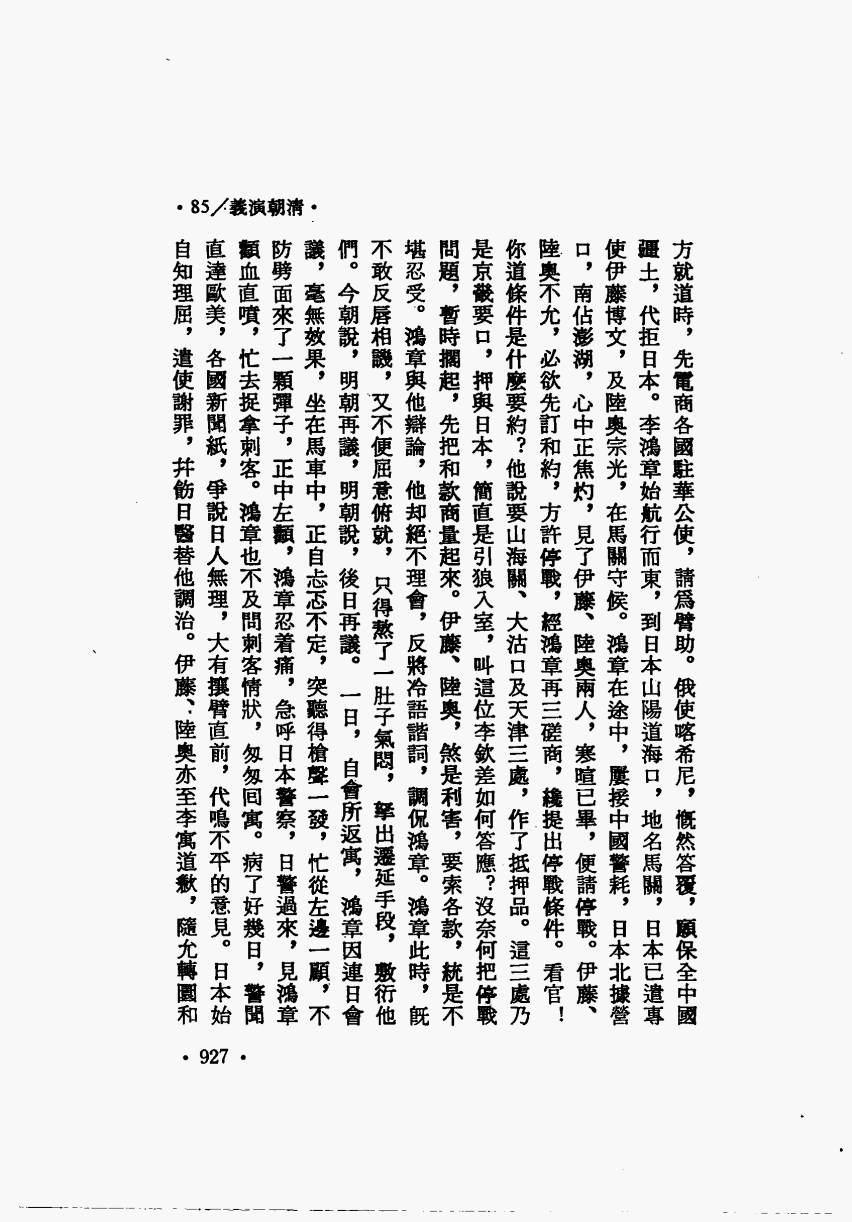 •85／清朝演義•
方就道時，先電商各國駐華公使，請爲臂助。俄使喀希尼，慨然答覆，願保全中國
疆土，代拒日本。李鴻章始航行而東，到日本山陽道海口，地名馬關，日本已遣專
使伊藤博文，及陸奧宗光，在馬關守候。鴻章在途中，屢接中國警耗，日本北據營
口，南佔澎湖，心中正焦灼，見了伊藤、陸奧兩人，寒暄已畢，便請停戰。伊藤、
陸奧不允，必欲先訂和約，方許停戰，經鴻章再三磋商，纔提出停戰條件。看官！
你道條件是什麼要約？他說要山海關、大沽口及天津三處，作了抵押品。這三處乃
是京畿要口，押與日本，簡直是引狼入室，叫這位李欽差如何答應？沒奈何把停戰
問題，暫時擱起，先把和款商量起來。伊藤、陸奧，煞是利害，要索各款，統是不
堪忍受。鴻章與他辯論，他却絕不理會，反將冷語諧詞，調侃鴻章。鴻章此時，旣
不敢反唇相譏，又不便屈意俯就，只得熬了一肚子氣悶，拏出遷延手段，敷衍他
們。今朝說，明朝再議，明朝說，後日再議。一日，自會所返寓，鴻章因連日會
議，毫無效果，坐在馬車中，正自忐忑不定，突聽得槍聲一發，忙從左邊一顧，不
防劈面來了一顆彈子，正中左顴，鴻章忍着痛，急呼日本警察，日警過來，見鴻章
顴血直噴，忙去捉拿刺客。鴻章也不及問刺客情狀，匆匆回寓。病了好幾日，警聞
直達歐美，各國新聞紙，爭說日人無理，大有攘臂直前，代鳴不平的意見。日本始
自知理屈，遣使謝罪，幷飭日醫替他調治。伊藤、陸奧亦至李寓道歉，隨允轉圜和
•927•